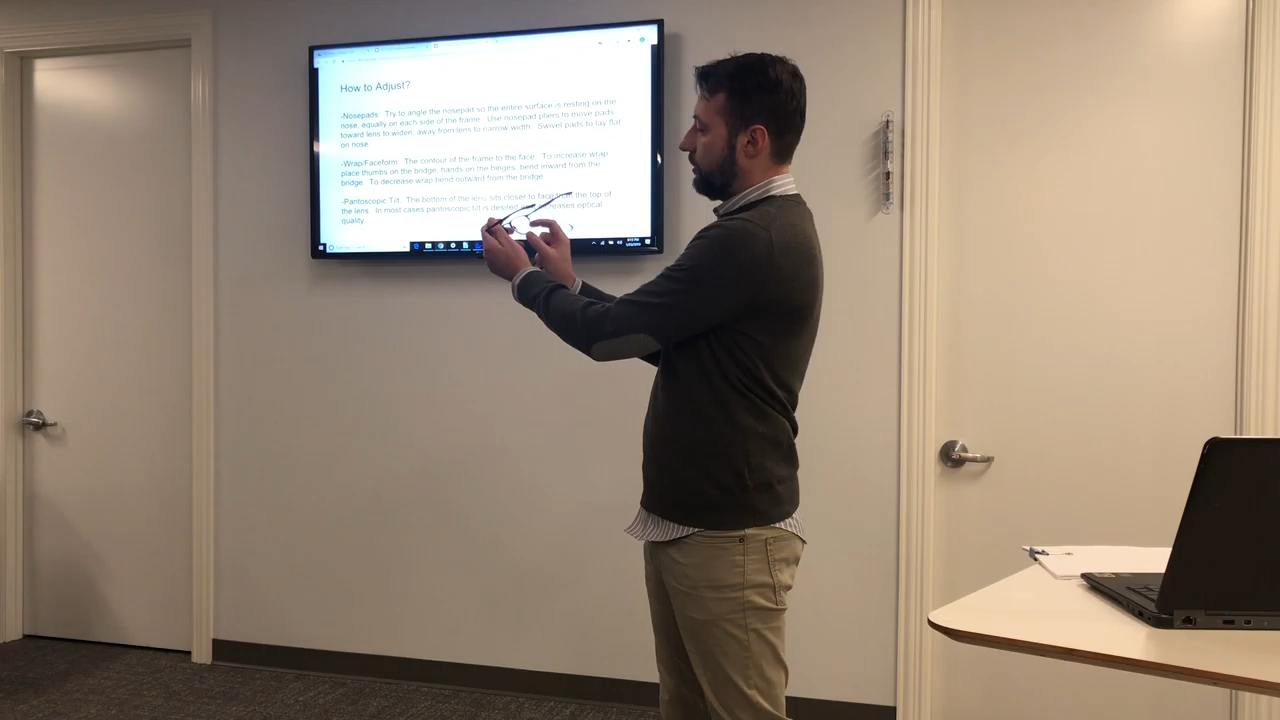 How to Adjust?
-Nosepads: Try to angle the nosepad so the entire surface is resting on the
nose, equally on each side of the frame. Use nosepad pliers to move pads
toward lens to widen, away from lens to narrow width. Swivel pads to lay flat
on nose.
-Wrap/Faceform: The contour of the frame to the face. To increase wrap
place thumbs on the bridge, hands on the hinges, bend inward from the
bridge. To decrease wrap bend outward from the bridge.
-Pantoscopic Tilt. The bottom of the lens sits closer to face than the top of
the lens. In most cases pantoscopic tilt is desired optical
quality.